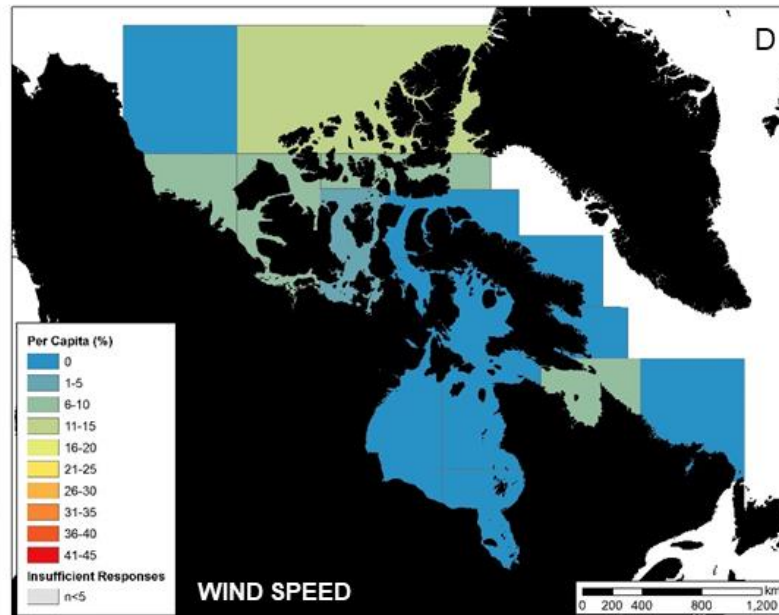 D
Per Capita (%)
0
1-5
6-10
11-15
16-20
21-25
26-30
31-35
36-40
41-45
Insufficient Responses
n<5
WIND SPEED
km
0 200 400 800 1,200